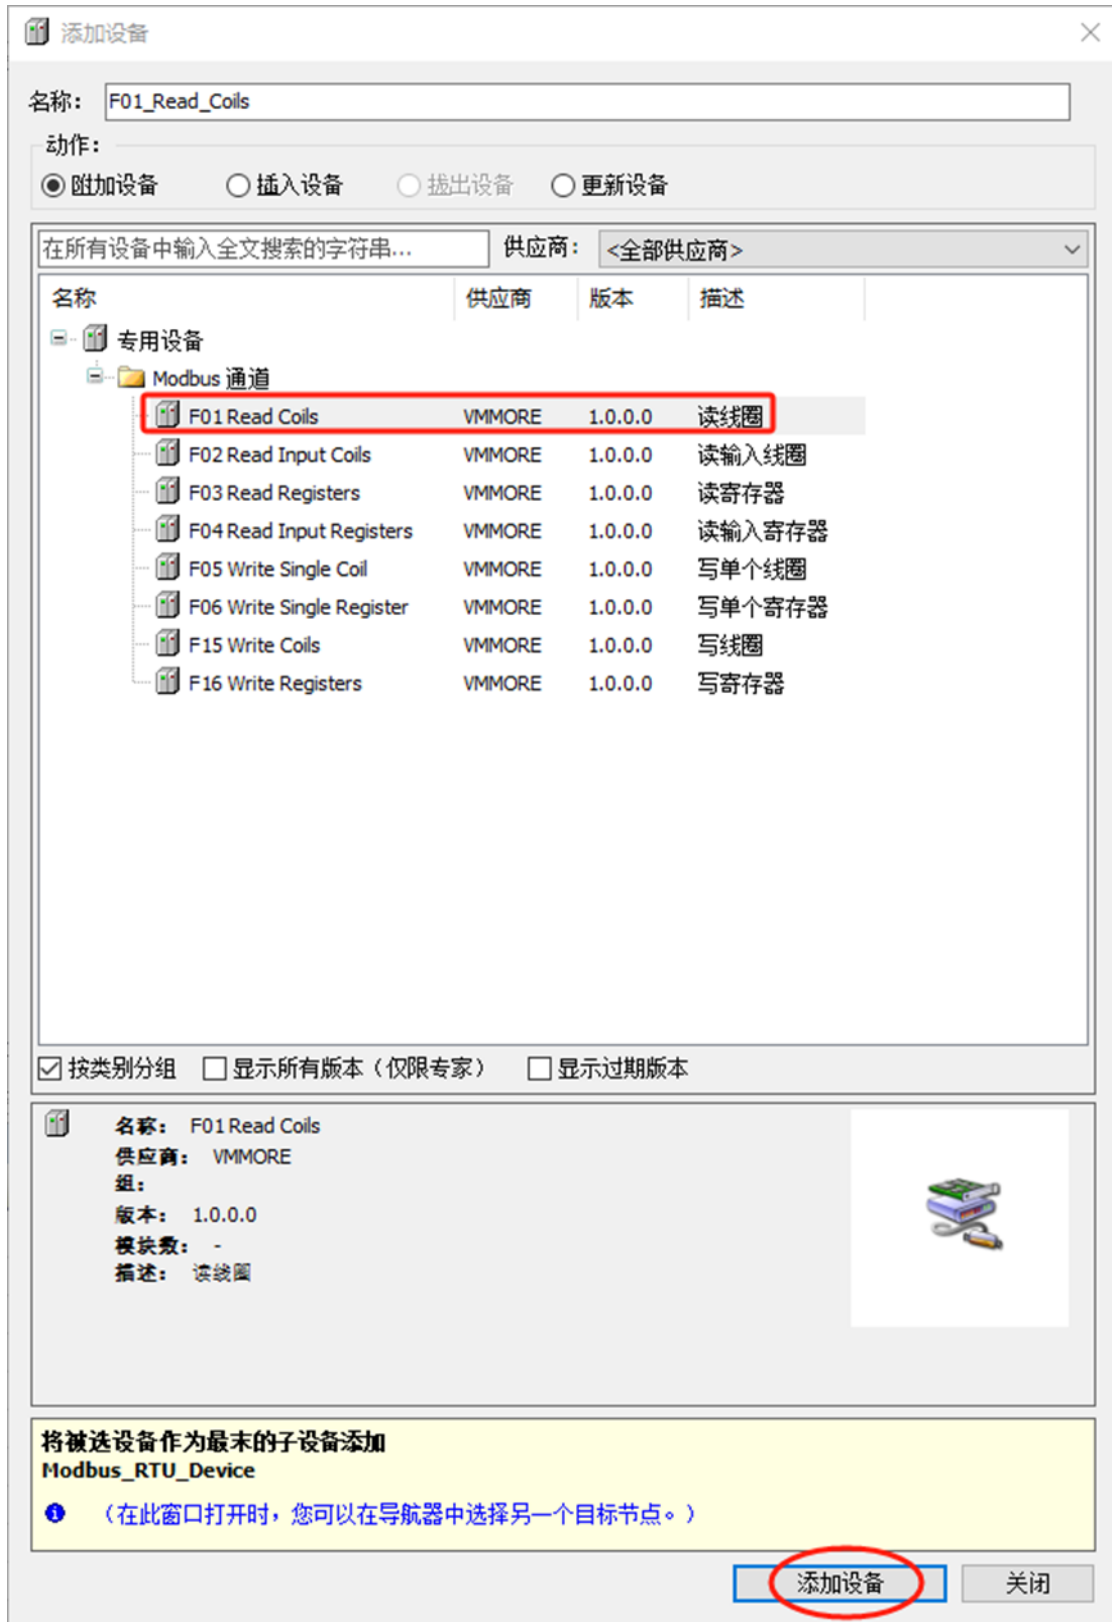 添加设备
名称： F01_Read_Coils
动作：
附加设备 插入设备 拔出设备 更新设备
在所有设备中输入全文搜索的字符串... 供应商： <全部供应商>
名称 供应商 版本 描述
专用设备
Modbus 通道
F01 Read Coils VMMORE 1.0.0.0 读线圈
F02 Read Input Coils VMMORE 1.0.0.0 读输入线圈
F03 Read Registers VMMORE 1.0.0.0 读寄存器
F04 Read Input Registers VMMORE 1.0.0.0 读输入寄存器
F05 Write Single Coil VMMORE 1.0.0.0 写单个线圈
F06 Write Single Register VMMORE 1.0.0.0 写单个寄存器
F15 Write Coils VMMORE 1.0.0.0 写线圈
F16 Write Registers VMMORE 1.0.0.0 写寄存器
按类别分组 显示所有版本（仅限专家） 显示过期版本
名称： F01 Read Coils
供应商： VMMORE
组：
版本： 1.0.0.0
模块数： -
描述： 读线圈
将被选设备作为最末的子设备添加
Modbus_RTU_Device
（在此窗口打开时，您可以在导航器中选择另一个目标节点。）
添加设备 关闭